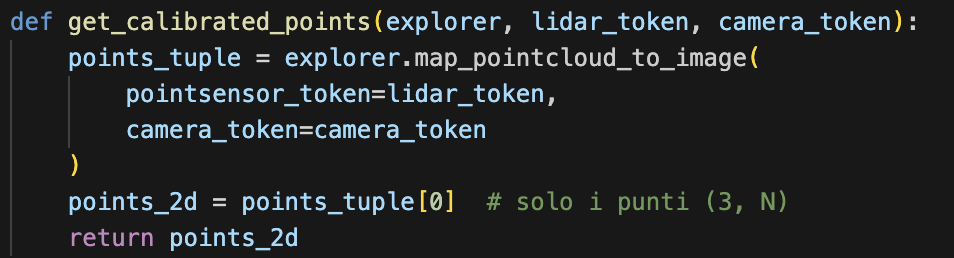 def get_calibrated_points(explorer, lidar_token, camera_token):
    points_tuple = explorer.map_pointcloud_to_image(
        pointsensor_token=lidar_token,
        camera_token=camera_token
    )
    points_2d = points_tuple[0]  # solo i punti (3, N)
    return points_2d